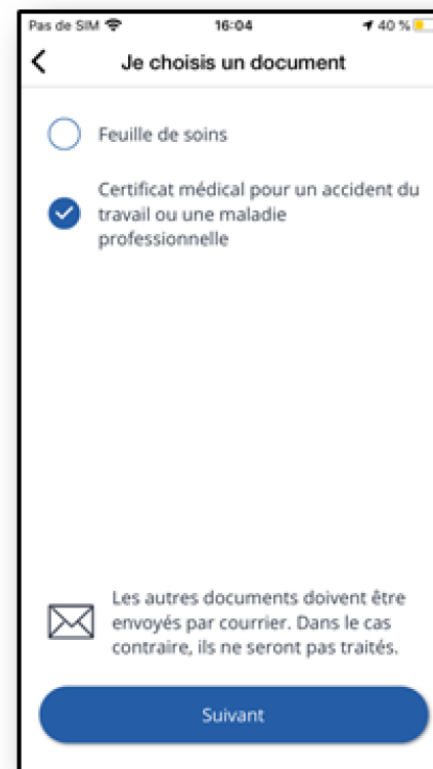 Pas de SIM 16:04 40 %
Je choisis un document
Feuille de soins
Certificat médical pour un accident du
travail ou une maladie
professionnelle
Les autres documents doivent être
envoyés par courrier. Dans le cas
contraire, ils ne seront pas traités.
Suivant